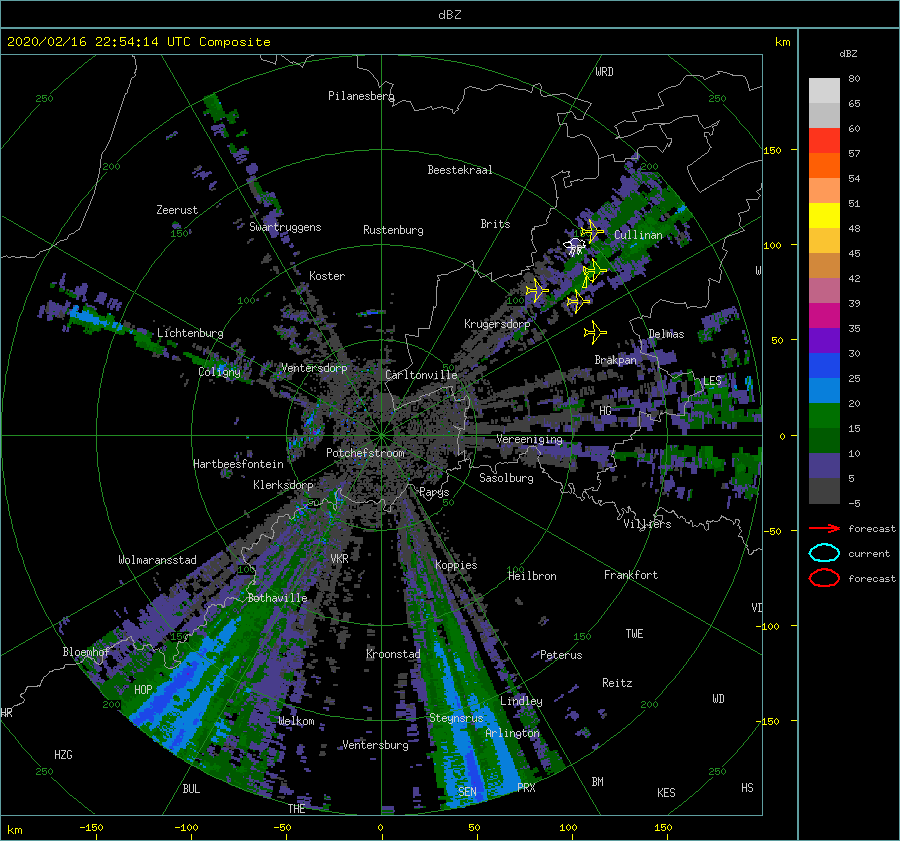 dBZ
2020/02/16 22:54:14 UTC Composite
km
dBZ
WRD
80
250
Pilanesberg
250
65
60
150
57
200
Beestekraal
200
54
Zeerust
51
Brits
150
Swartruggens
Rustenburg
Cullinan
48
100
45
W
Koster
42
100
100
39
Krugersdorp
35
Lichtenburg
Delmas
50
30
Brakpan
Coligny
Ventersdorp
Carltonville
25
LES
20
HG
15
Vereeniging
0
Potchefstroom
10
Hartbeesfontein
Sasolburg
5
Klerksdorp
Parys
-5
50
50
Villiers
forecast
-50
current
VKR
Wolmaransstad
Koppies
100
100
Heilbron
Frankfort
forecast
Bothaville
VD
-100
150
150
TWE
Bloemhof
Kroonstad
Peterus
HOP
Reitz
WD
200
Lindley
200
HR
Welkom
Steynsrus
-150
Arlington
Ventersburg
HZG
250
250
BM
BUL
SEN
PRX
KES
HS
THE
km
-150
-100
-50
0
50
100
150